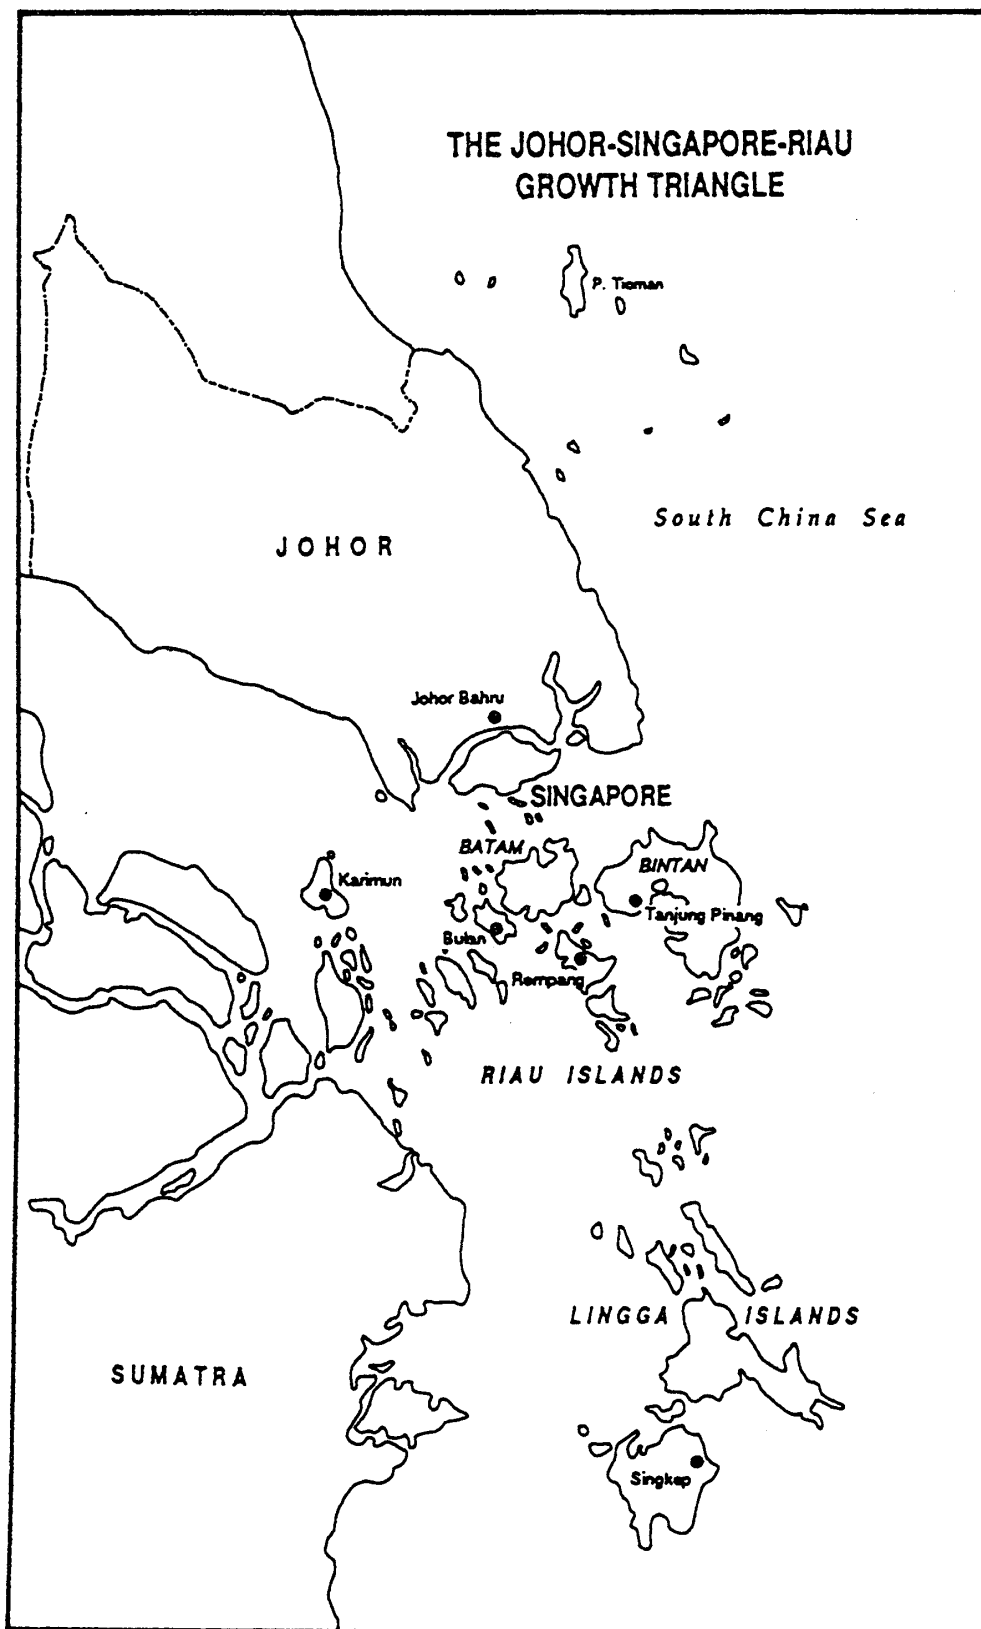 THE JOHOR-SINGAPORE-RIAU
GROWTH TRIANGLE
P. Tioman
South China Sea
JOHOR
Johor Bahru
SINGAPORE
BATAM
BINTAN
Karimun
Tanjung Pinang
Bulan
Rempang
RIAU ISLANDS
LINGGA ISLANDS
SUMATRA
Singkep